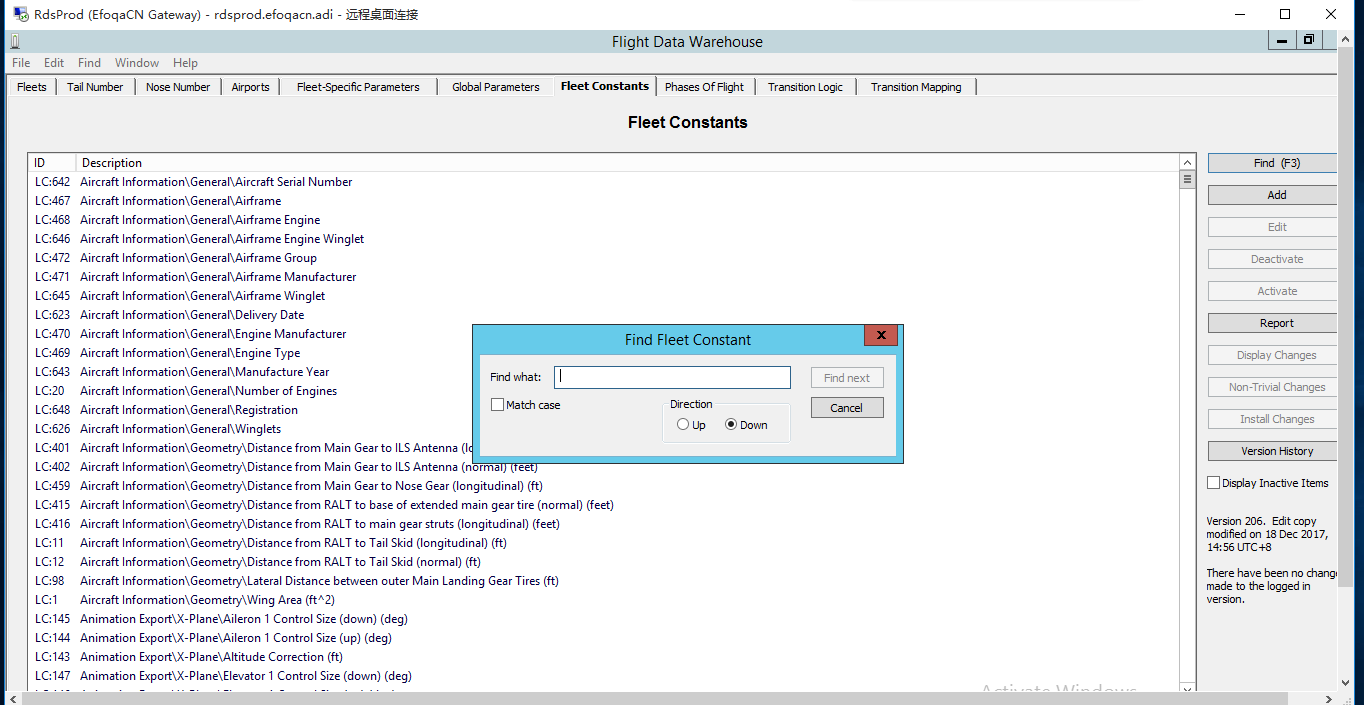 RdsProd (EfoqaCN Gateway) - rdsprod.efoqacn.adi - 远程桌面连接
Flight Data Warehouse
File Edit Find Window Help
Fleets Tail Number Nose Number Airports Fleet-Specific Parameters Global Parameters Fleet Constants Phases Of Flight Transition Logic Transition Mapping
Fleet Constants
ID Description
LC:642 Aircraft Information\General\Aircraft Serial Number
LC:467 Aircraft Information\General\Airframe
LC:468 Aircraft Information\General\Airframe Engine
LC:646 Aircraft Information\General\Airframe Engine Winglet
LC:472 Aircraft Information\General\Airframe Group
LC:471 Aircraft Information\General\Airframe Manufacturer
LC:645 Aircraft Information\General\Airframe Winglet
LC:623 Aircraft Information\General\Delivery Date
LC:470 Aircraft Information\General\Engine Manufacturer
LC:469 Aircraft Information\General\Engine Type
LC:643 Aircraft Information\General\Manufacture Year
LC:20 Aircraft Information\General\Number of Engines
LC:648 Aircraft Information\General\Registration
LC:626 Aircraft Information\General\Winglets
LC:401 Aircraft Information\Geometry\Distance from Main Gear to ILS Antenna (lo
LC:402 Aircraft Information\Geometry\Distance from Main Gear to ILS Antenna (normal) (feet)
LC:459 Aircraft Information\Geometry\Distance from Main Gear to Nose Gear (longitudinal) (ft)
LC:415 Aircraft Information\Geometry\Distance from RALT to base of extended main gear tire (normal) (feet)
LC:416 Aircraft Information\Geometry\Distance from RALT to main gear struts (longitudinal) (feet)
LC:11 Aircraft Information\Geometry\Distance from RALT to Tail Skid (longitudinal) (ft)
LC:12 Aircraft Information\Geometry\Distance from RALT to Tail Skid (normal) (ft)
LC:98 Aircraft Information\Geometry\Lateral Distance between outer Main Landing Gear Tires (ft)
LC:1 Aircraft Information\Geometry\Wing Area (ft^2)
LC:145 Animation Export\X-Plane\Aileron 1 Control Size (down) (deg)
LC:144 Animation Export\X-Plane\Aileron 1 Control Size (up) (deg)
LC:143 Animation Export\X-Plane\Altitude Correction (ft)
LC:147 Animation Export\X-Plane\Elevator 1 Control Size (down) (deg)
Find Fleet Constant
x
Find what:
Find next
Match case
Direction
Up
Down
Cancel
Find (F3)
Add
Edit
Deactivate
Activate
Report
Display Changes
Non-Trivial Changes
Install Changes
Version History
Display Inactive Items
Version 206. Edit copy
modified on 18 Dec 2017,
14:56 UTC+8
There have been no chang
made to the logged in
version.
Activate Windows